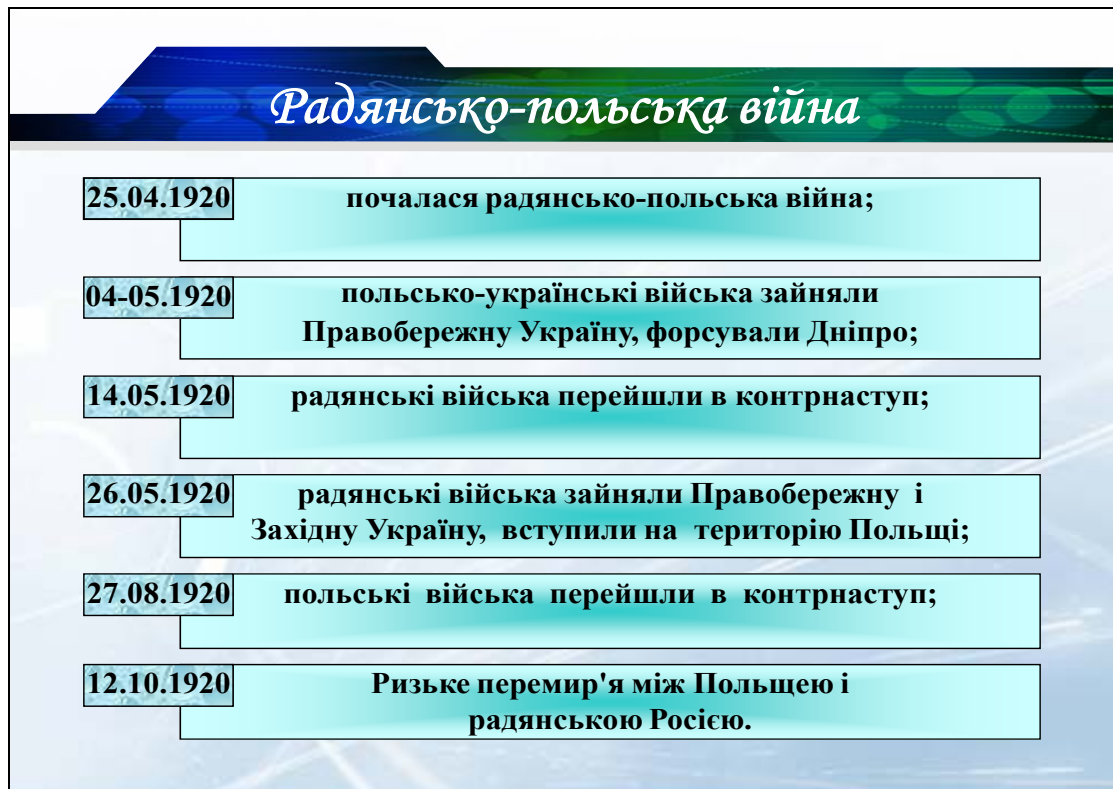 Радянсько-польська війна
25.04.1920
почалася радянсько-польська війна;
04-05.1920
польсько-українські війська зайняли
Правобережну Україну, форсували Дніпро;
14.05.1920
радянські війська перейшли в контрнаступ;
26.05.1920
радянські війська зайняли Правобережну і
Західну Україну, вступили на територію Польщі;
27.08.1920
польські війська перейшли в контрнаступ;
12.10.1920
Ризьке перемир'я між Польщею і
радянською Росією.